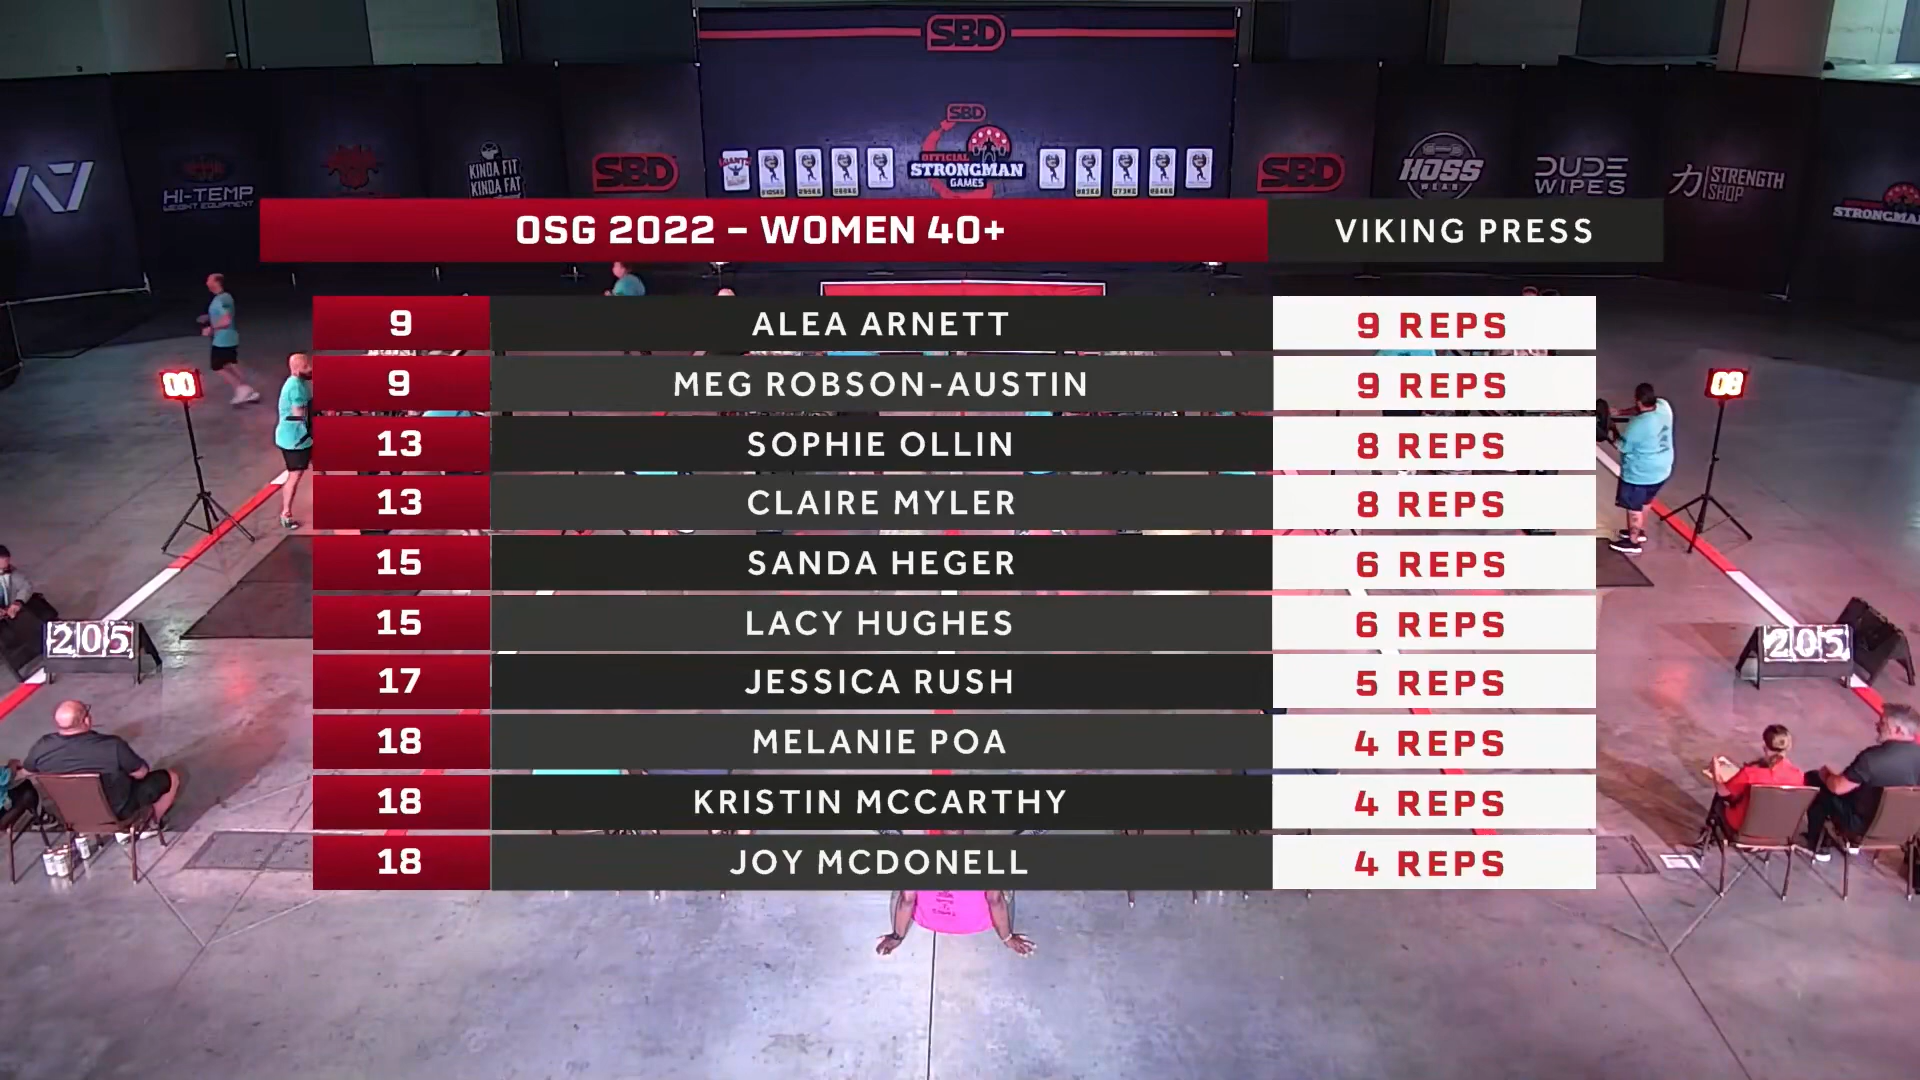 SBD
SBD
OFFICIAL
STRONGMAN
GAMES
HI-TEMP
WEIGHT EQUIPMENT
KINDA FIT
KINDA FAT
SBD
SBD
HOSS
WEAR
DUDE
WIPES
STRENGTH
SHOP
OSG 2022 – WOMEN 40+
VIKING PRESS
9 ALEA ARNETT 9 REPS
9 MEG ROBSON-AUSTIN 9 REPS
13 SOPHIE OLLIN 8 REPS
13 CLAIRE MYLER 8 REPS
15 SANDA HEGER 6 REPS
15 LACY HUGHES 6 REPS
17 JESSICA RUSH 5 REPS
18 MELANIE POA 4 REPS
18 KRISTIN MCCARTHY 4 REPS
18 JOY MCDONELL 4 REPS
00
205
205